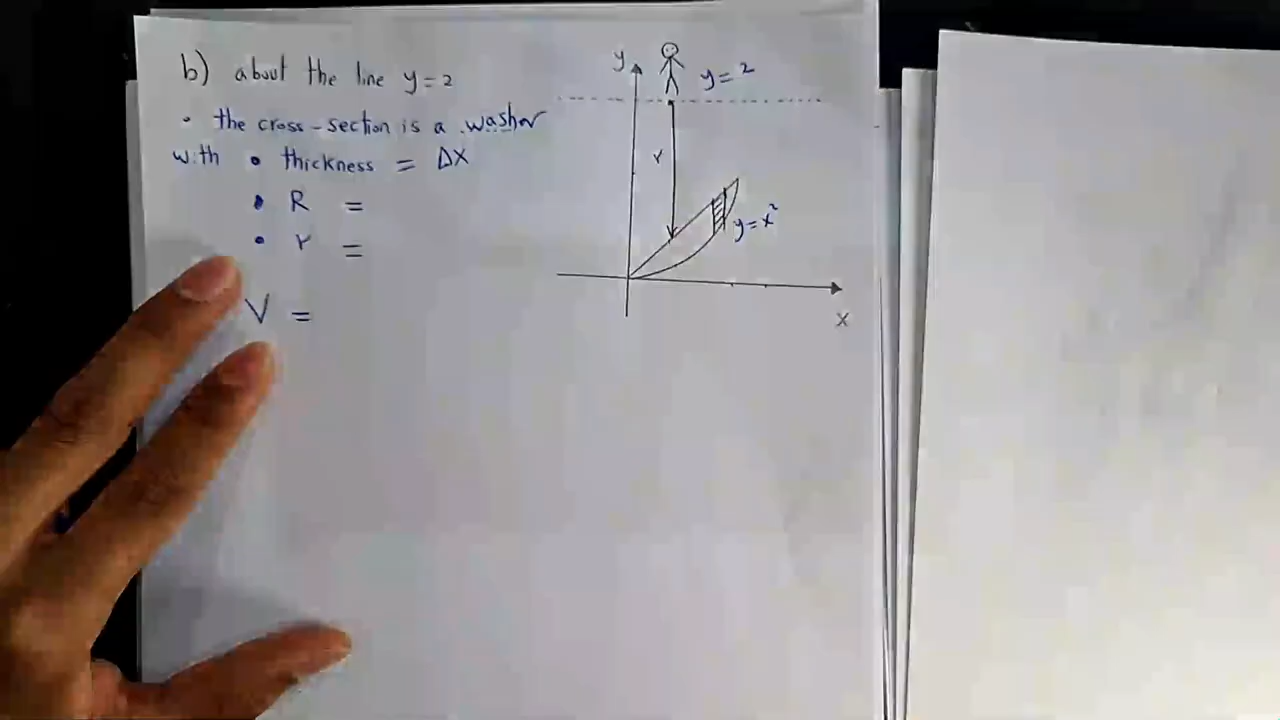 b) about the line y = 2
• the cross-section is a washer
with • thickness = Δx
• R =
• r =
V =
y
y = 2
r
y = x²
x